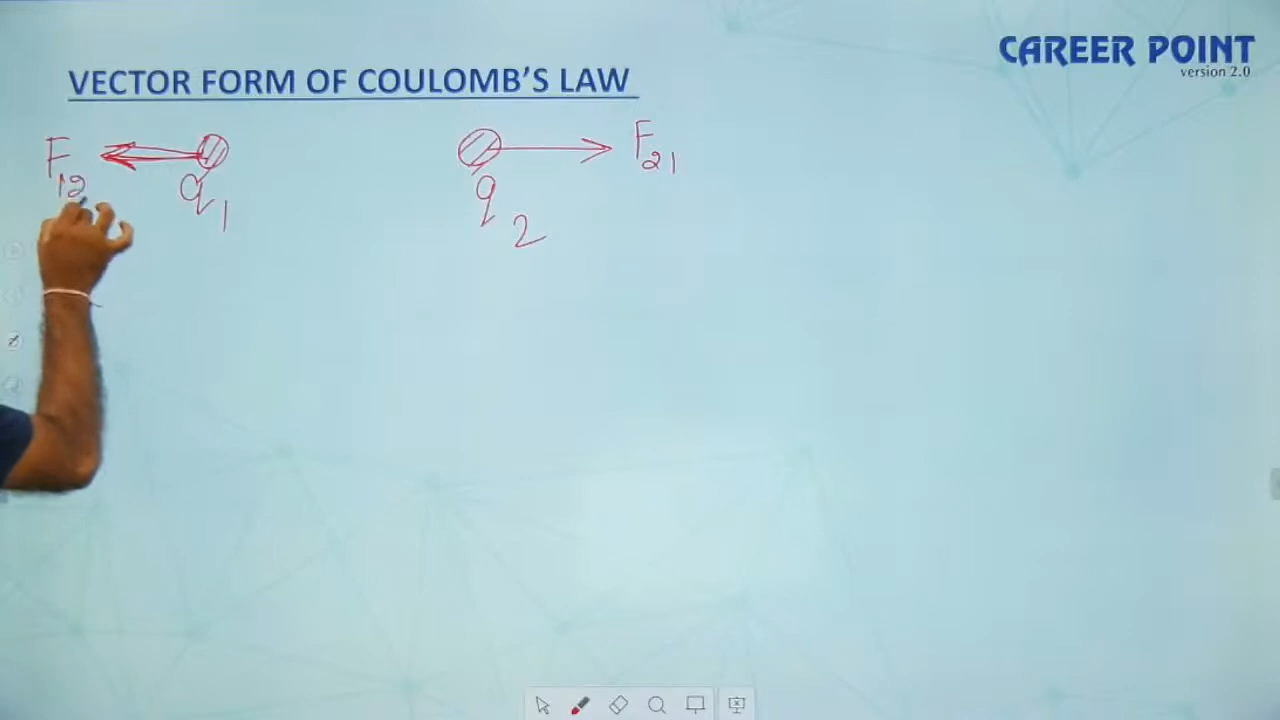 CAREER POINT
version 2.0
VECTOR FORM OF COULOMB'S LAW
F12 q1 q2 F21